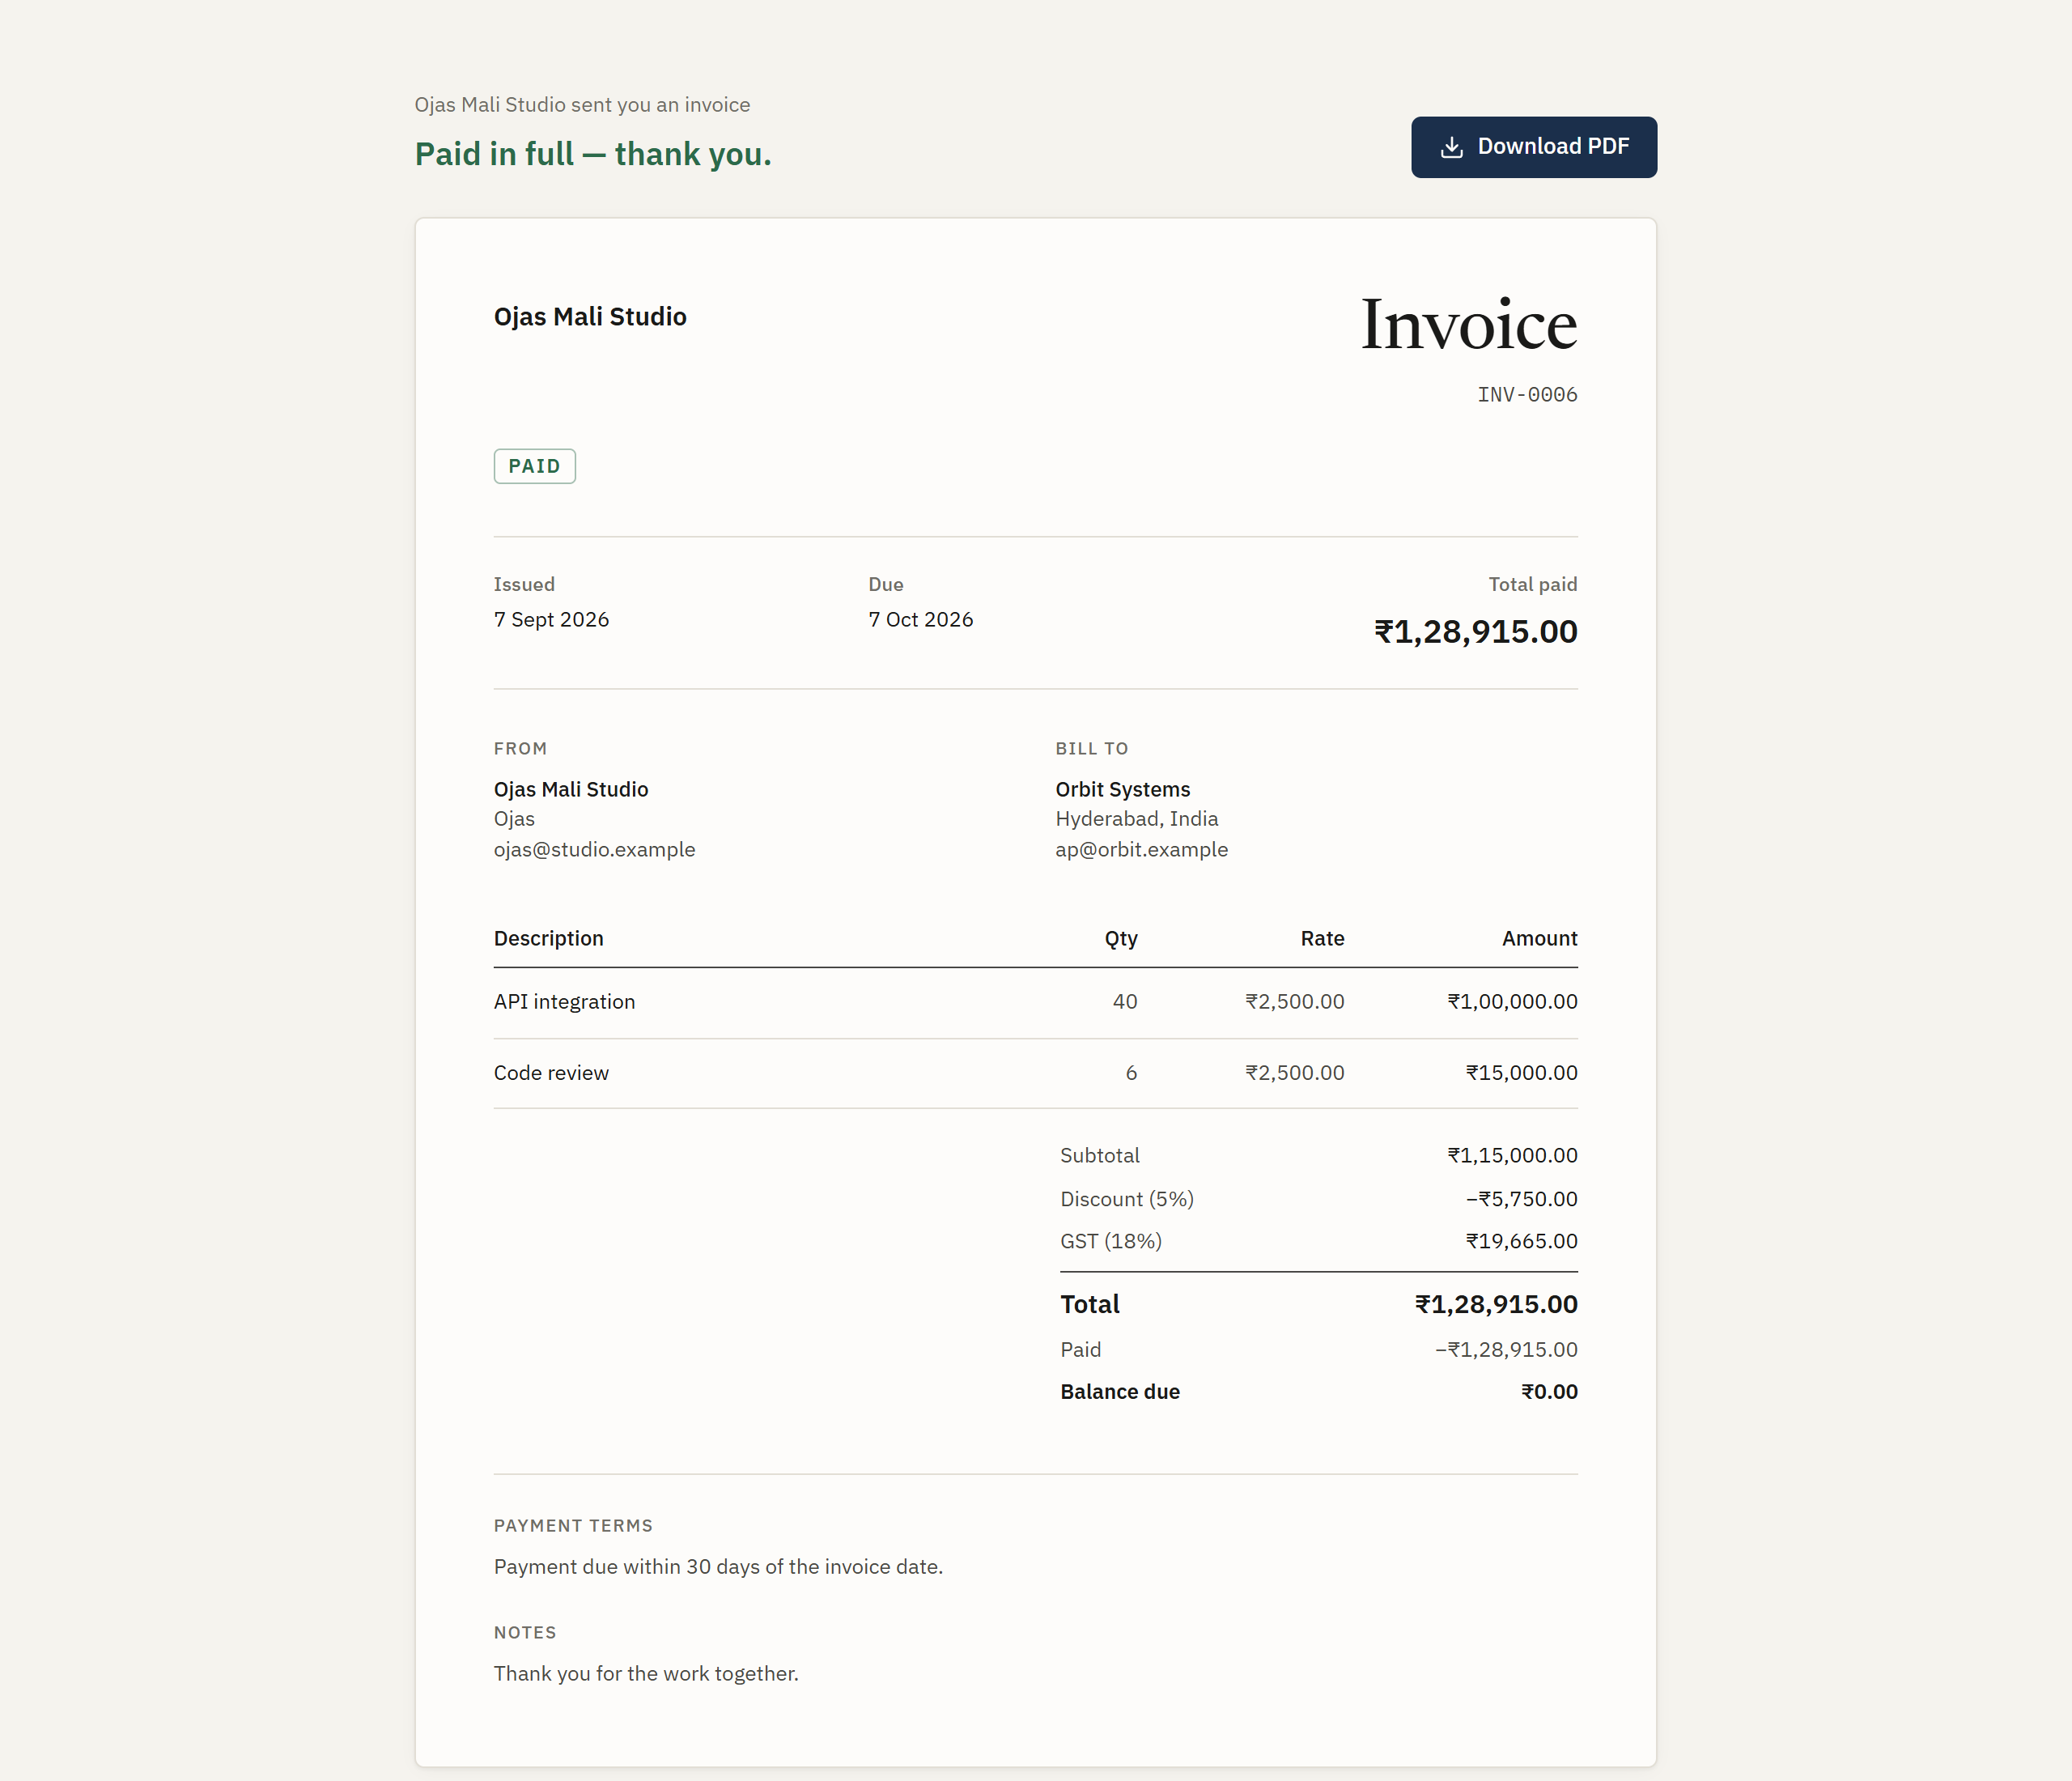 Ojas Mali Studio sent you an invoice
Paid in full — thank you.
Download PDF
Ojas Mali Studio
Invoice
INV-0006
PAID
Issued
7 Sept 2026
Due
7 Oct 2026
Total paid
₹1,28,915.00
FROM
Ojas Mali Studio
Ojas
ojas@studio.example
BILL TO
Orbit Systems
Hyderabad, India
ap@orbit.example
Description Qty Rate Amount
API integration 40 ₹2,500.00 ₹1,00,000.00
Code review 6 ₹2,500.00 ₹15,000.00
Subtotal ₹1,15,000.00
Discount (5%) −₹5,750.00
GST (18%) ₹19,665.00
Total ₹1,28,915.00
Paid −₹1,28,915.00
Balance due ₹0.00
PAYMENT TERMS
Payment due within 30 days of the invoice date.
NOTES
Thank you for the work together.